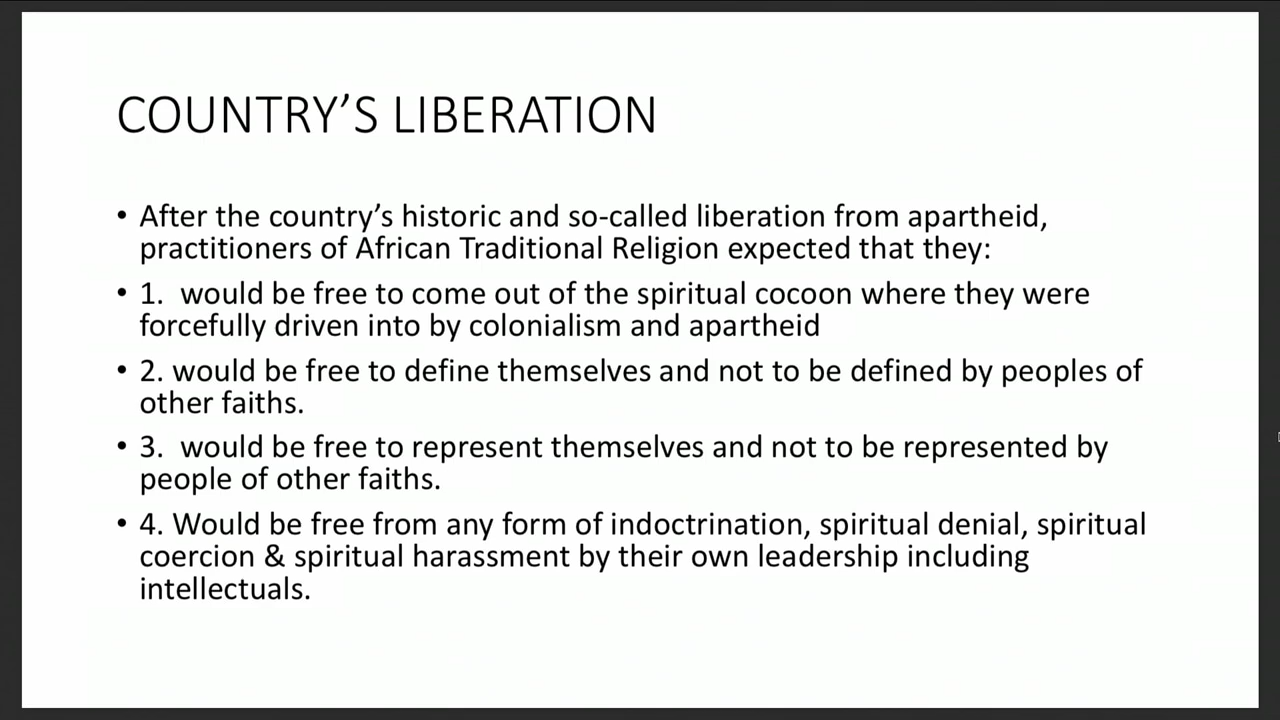 COUNTRY’S LIBERATION
• After the country’s historic and so-called liberation from apartheid,
practitioners of African Traditional Religion expected that they:
• 1.  would be free to come out of the spiritual cocoon where they were
forcefully driven into by colonialism and apartheid
• 2. would be free to define themselves and not to be defined by peoples of
other faiths.
• 3.  would be free to represent themselves and not to be represented by
people of other faiths.
• 4. Would be free from any form of indoctrination, spiritual denial, spiritual
coercion & spiritual harassment by their own leadership including
intellectuals.